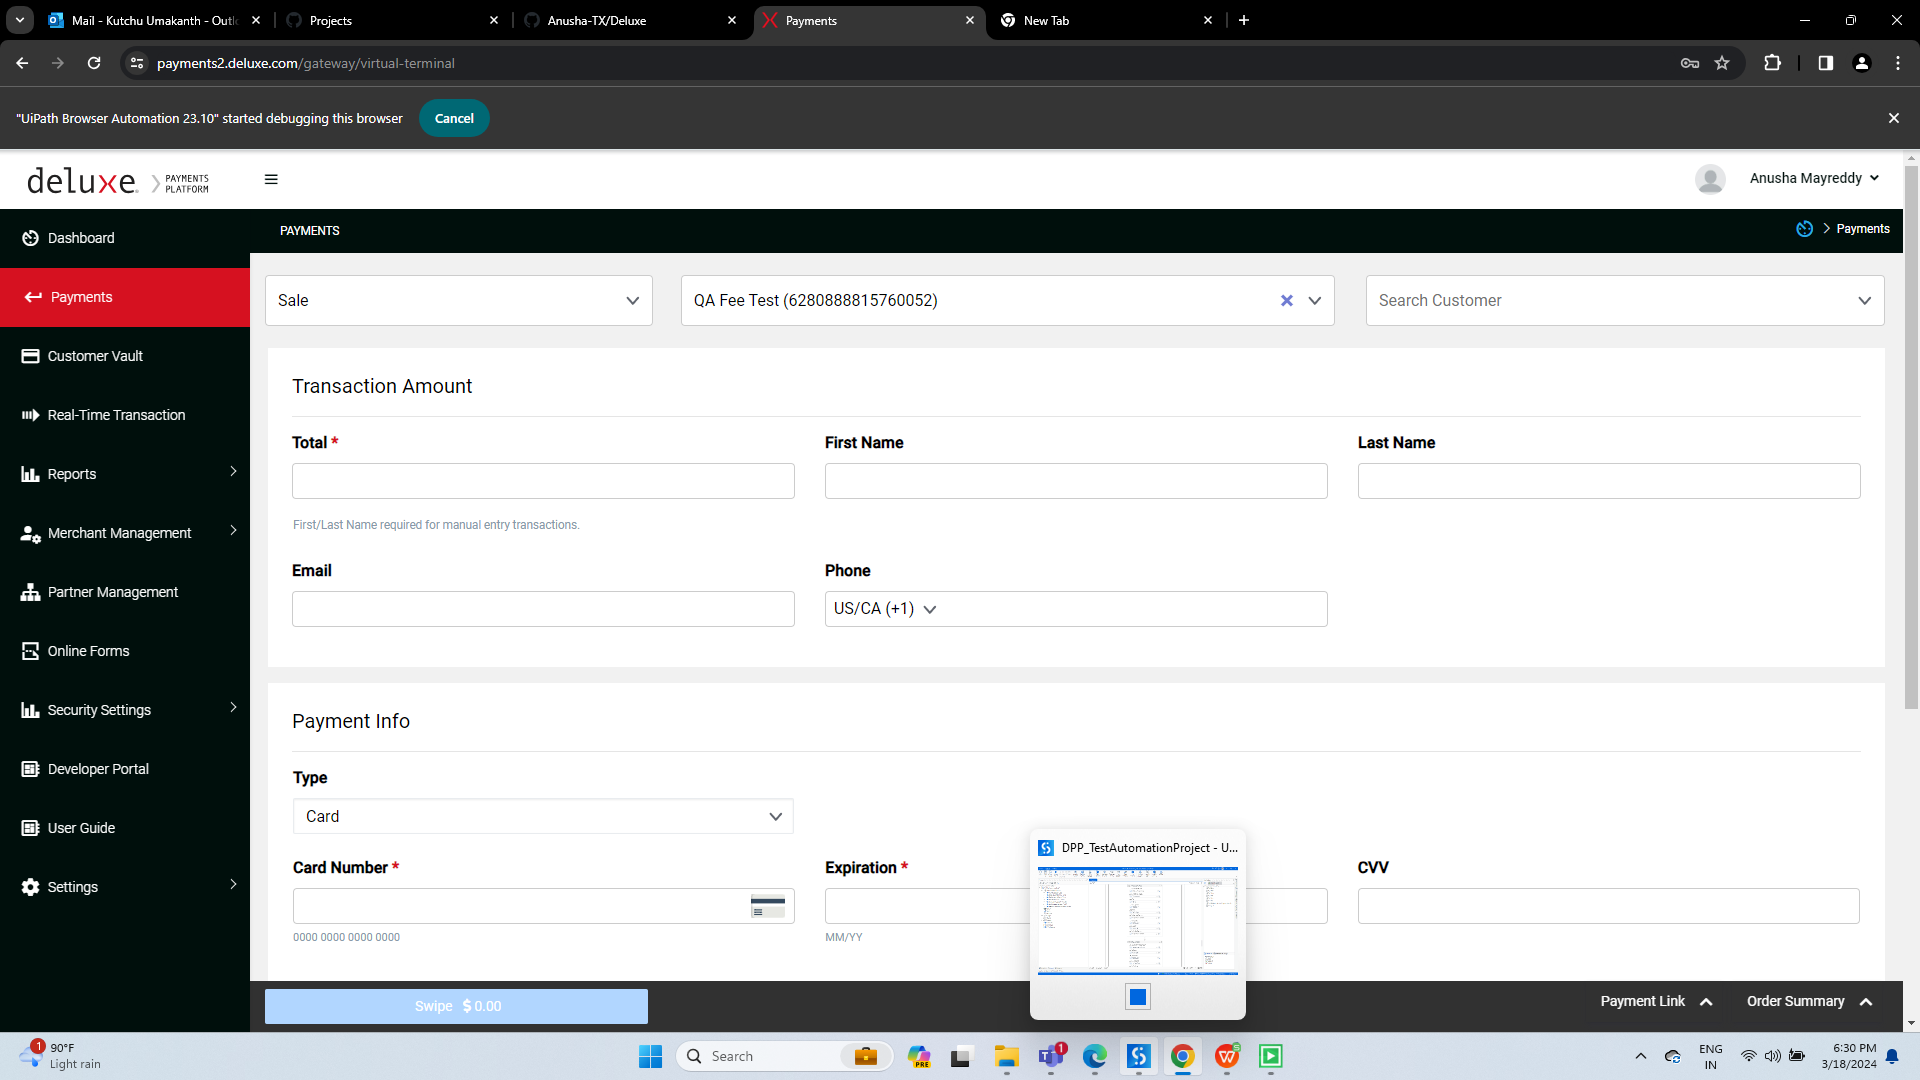 Mail - Kutchu Umakanth - Outl
Projects
Anusha-TX/Deluxe
Payments
New Tab
payments2.deluxe.com/gateway/virtual-terminal
"UiPath Browser Automation 23.10" started debugging this browser
Cancel
deluxe.
PAYMENTS
PLATFORM
Anusha Mayreddy
PAYMENTS
Payments
Dashboard
Payments
Customer Vault
Real-Time Transaction
Reports
Merchant Management
Partner Management
Online Forms
Security Settings
Developer Portal
User Guide
Settings
Sale
QA Fee Test (6280888815760052)
Search Customer
Transaction Amount
Total *
First Name
Last Name
First/Last Name required for manual entry transactions.
Email
Phone
US/CA (+1)
Payment Info
Type
Card
Card Number *
Expiration *
CVV
0000 0000 0000 0000
MM/YY
DPP_TestAutomationProject - U...
Swipe $0.00
Payment Link
Order Summary
1
90°F
Light rain
Search
PRE
1
ENG
IN
6:30 PM
3/18/2024